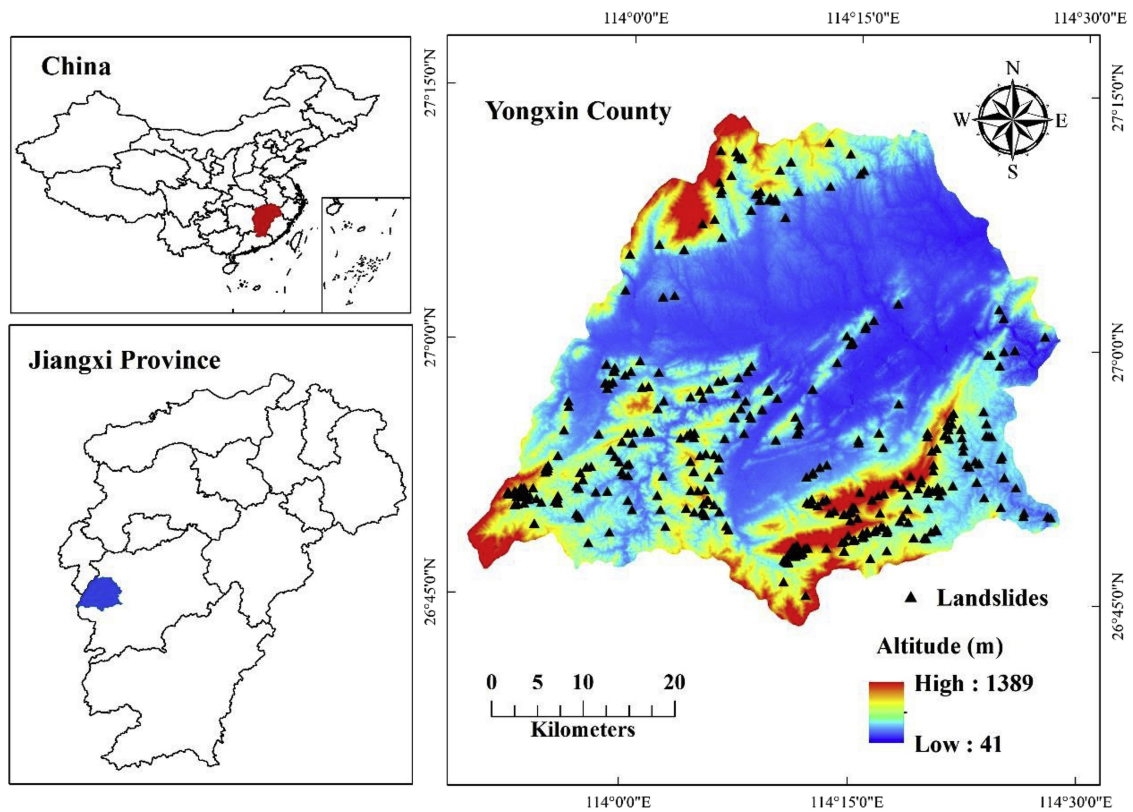 China
Jiangxi Province
114°0'0"E
114°15'0"E
114°30'0"E
27°15'0"N
27°15'0"N
Yongxin County
N
W
E
S
27°0'0"N
27°0'0"N
26°45'0"N
26°45'0"N
Landslides
Altitude (m)
High : 1389
Low : 41
0 5 10 20
Kilometers
114°0'0"E
114°15'0"E
114°30'0"E